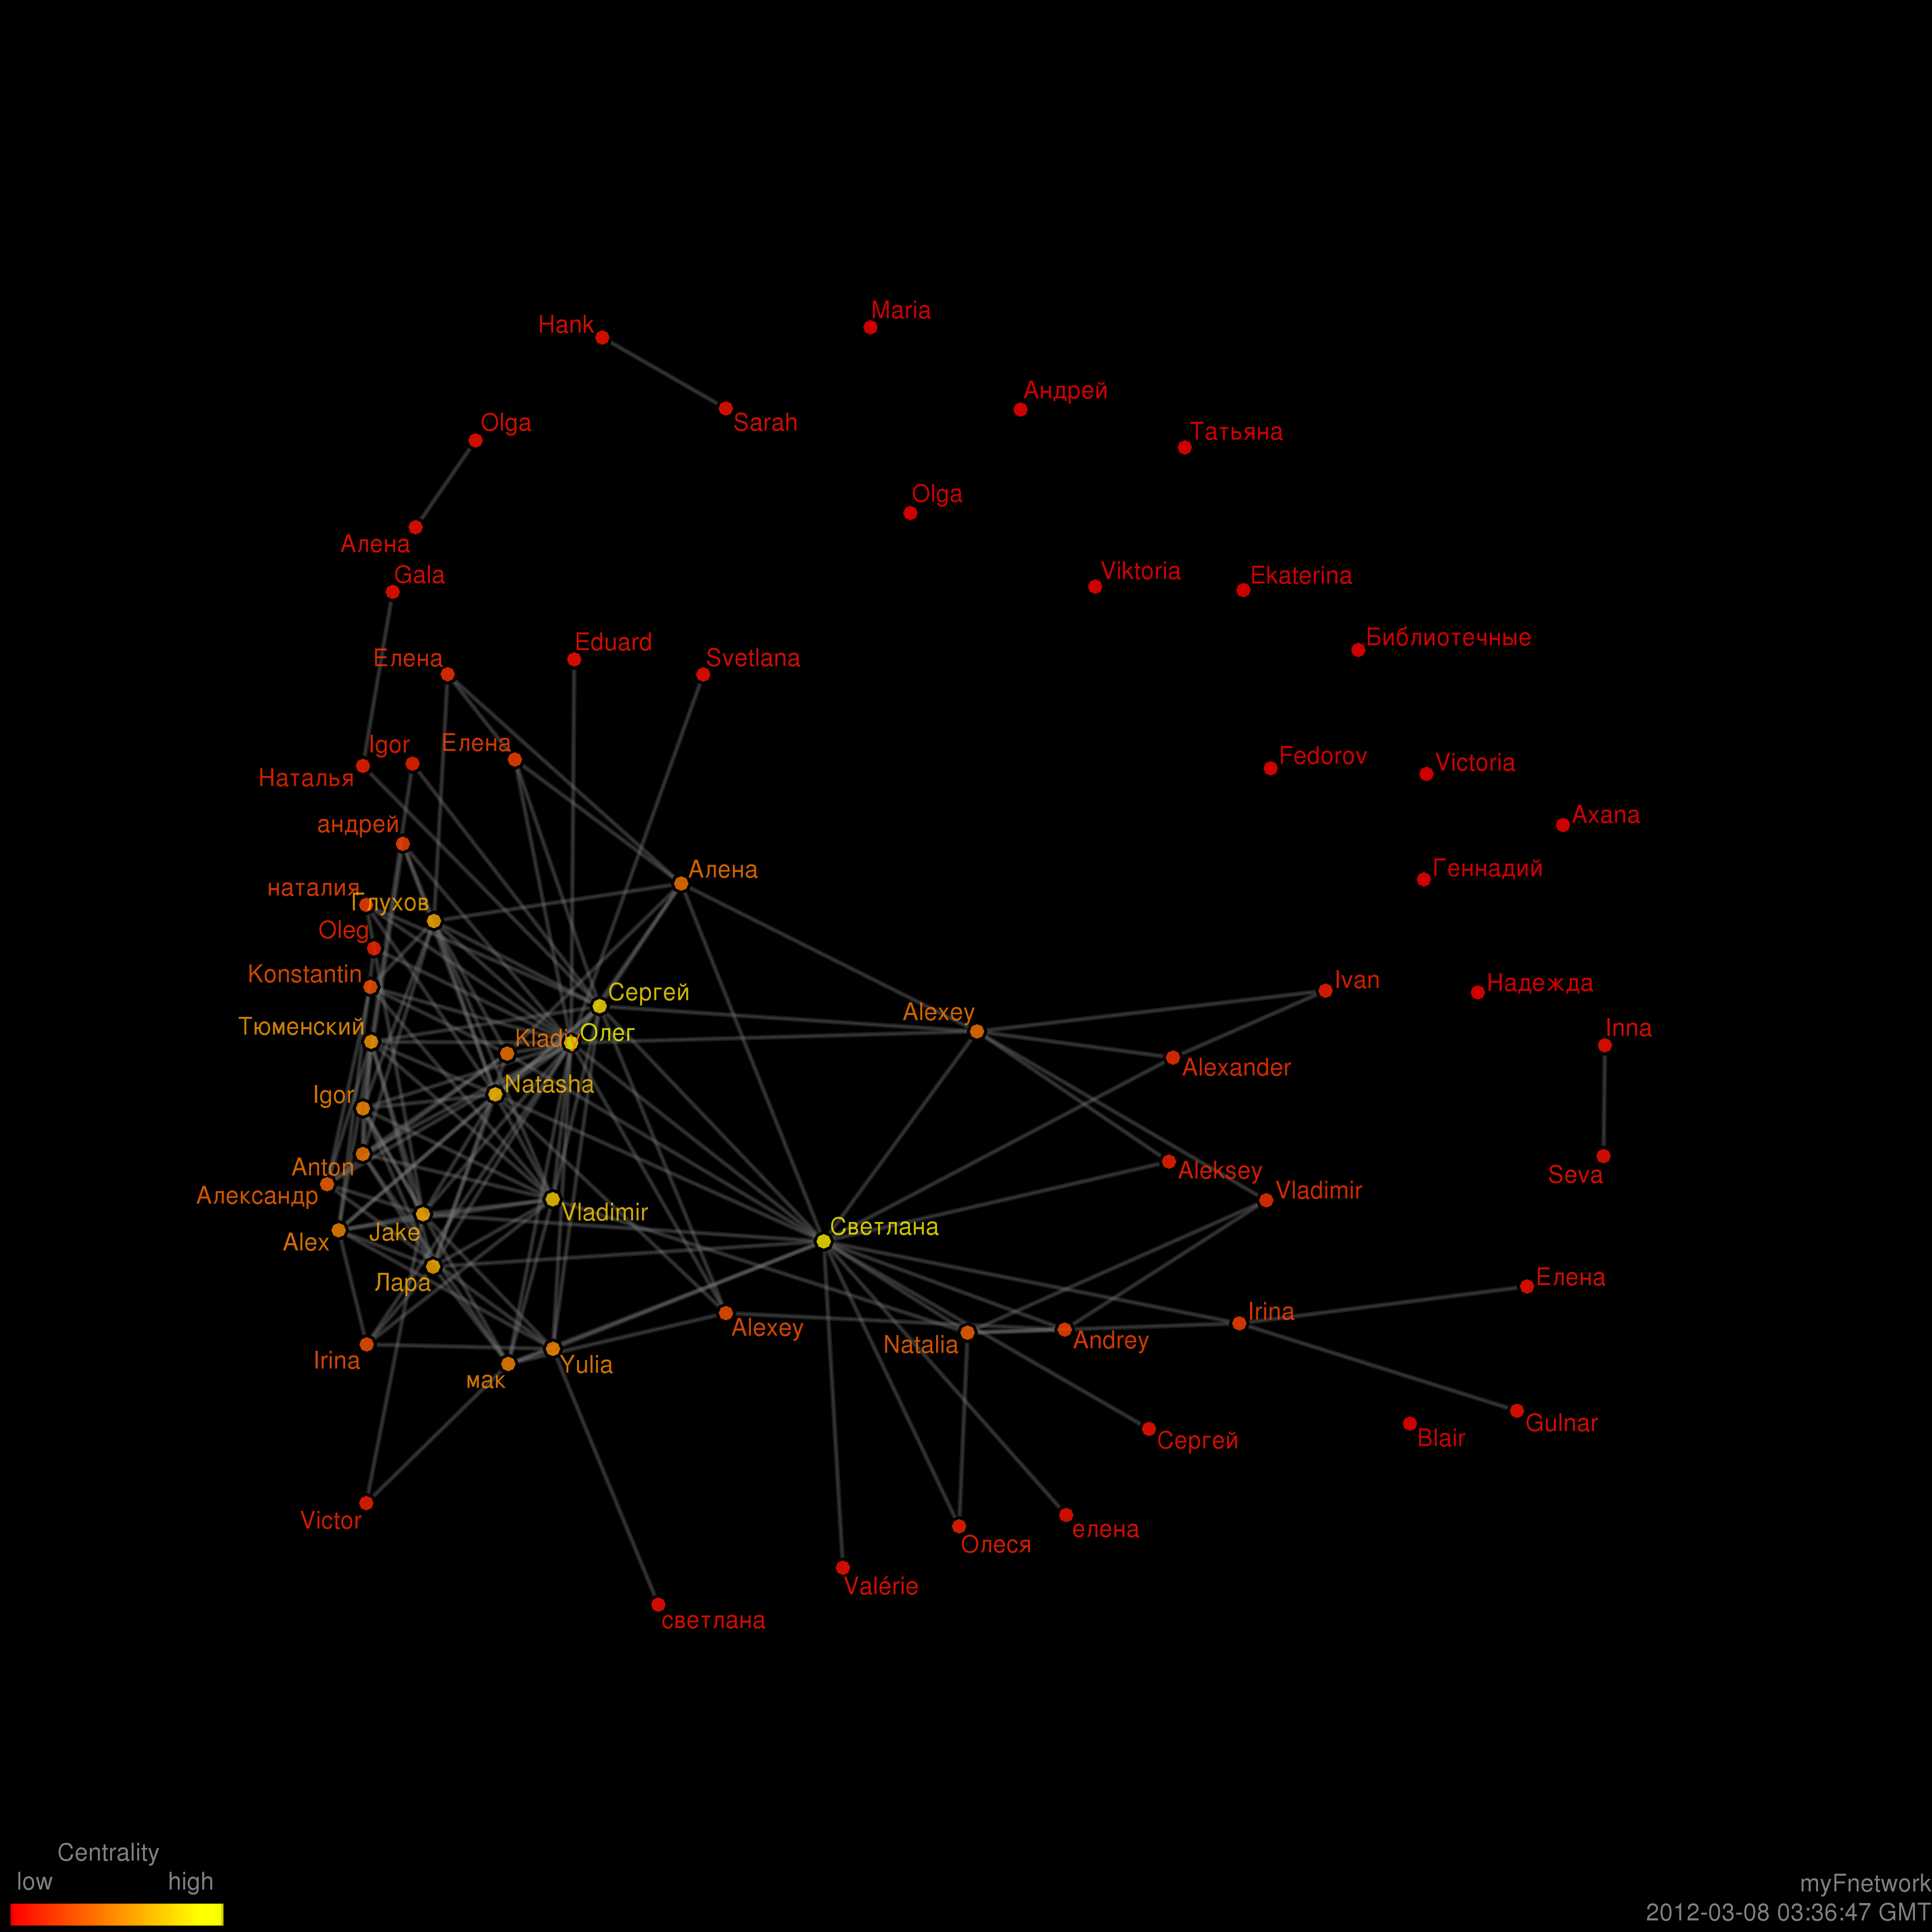 Maria
Hank
Андрей
Sarah
Olga
Татьяна
Olga
Алена
Gala
Viktoria
Ekaterina
Библиотечные
Eduard
Елена
Svetlana
Igor
Елена
Наталья
Fedorov
Victoria
Axana
андрей
Алена
Геннадий
наталия
Глухов
Oleg
Konstantin
Сергей
Ivan
Надежда
Alexey
Тюменский
Олег
Inna
Alexander
Natasha
Igor
Anton
Александр
Aleksey
Seva
Vladimir
Vladimir
Jake
Светлана
Alex
Лара
Елена
Irina
Alexey
Andrey
Natalia
Irina
Yulia
мак
Gulnar
Blair
Сергей
Victor
елена
Олеся
Valérie
светлана
Centrality
low high
myFnetwork
2012-03-08 03:36:47 GMT